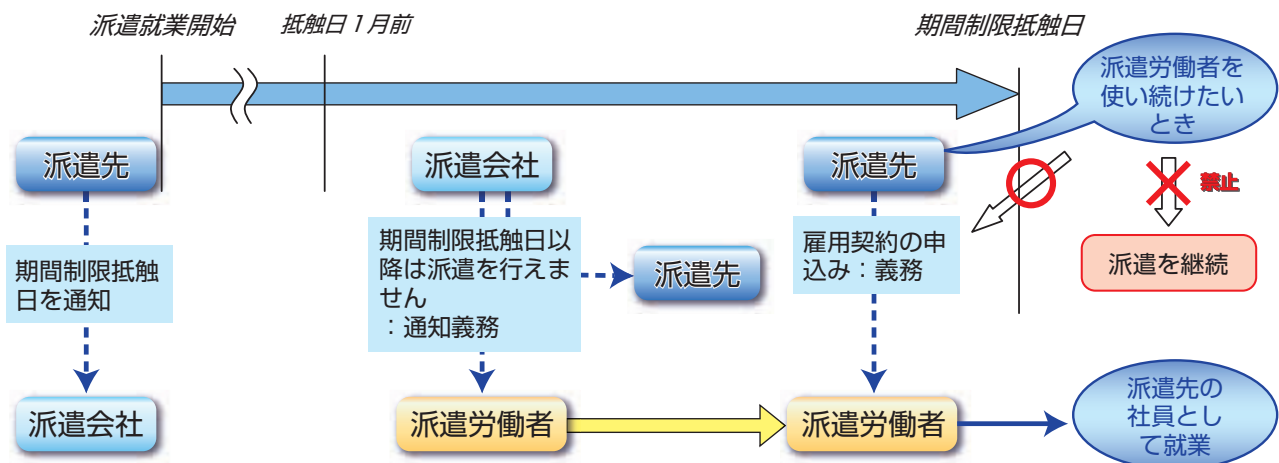 派遣就業開始
抵触日1月前
期間制限抵触日
派遣労働者を
使い続けたい
とき
派遣先
派遣会社
派遣先
禁止
期間制限抵触
日を通知
期間制限抵触日以
降は派遣を行えま
せん
：通知義務
派遣先
雇用契約の申
込み：義務
派遣を継続
派遣会社
派遣労働者
派遣労働者
派遣先の
社員とし
て就業